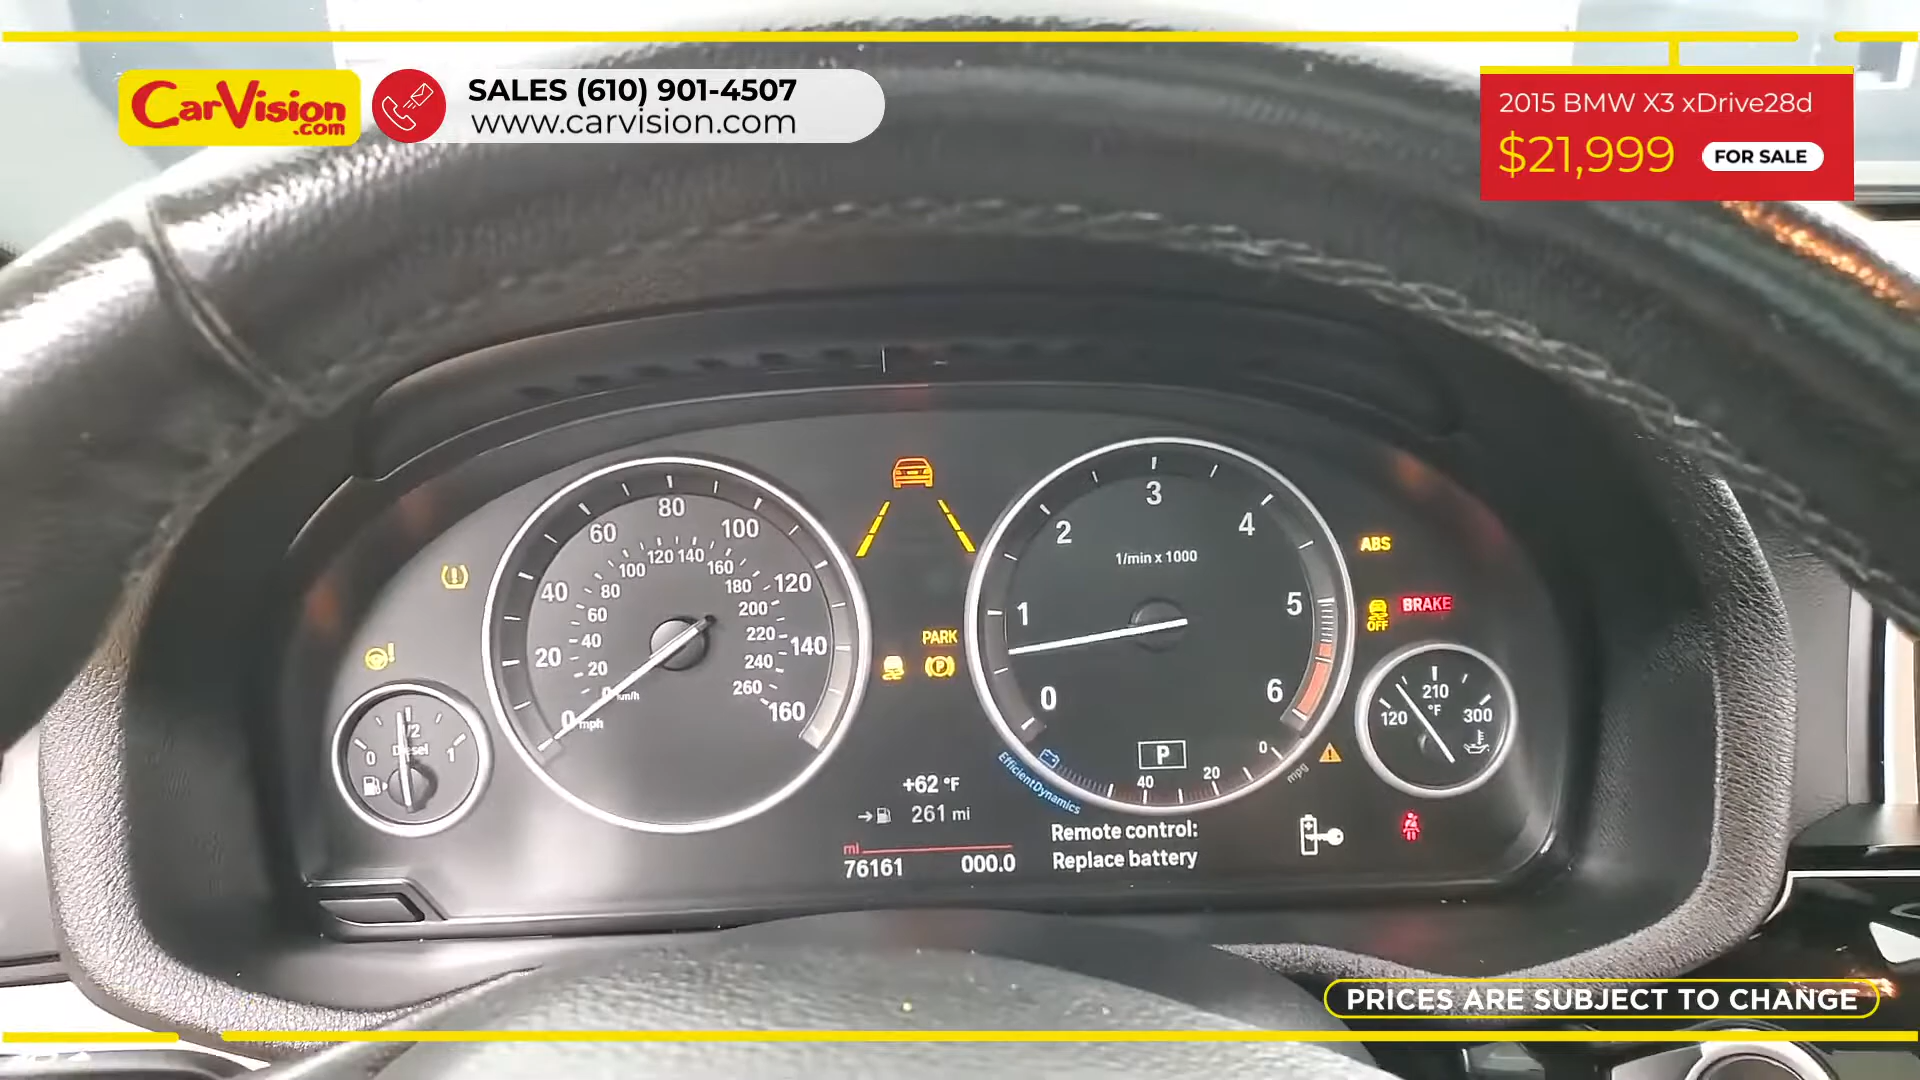 CarVision
.com
SALES (610) 901-4507
www.carvision.com
2015 BMW X3 xDrive28d
$21,999
FOR SALE
80
60
100
120 140
100
160
40
80
180
120
60
200
40
220
140
20
240
20
260
0
km/h
160
0
mph
PARK
P
3
2
4
1/min x 1000
1
5
0
6
P
40
20
0
mpg
EfficientDynamics
ABS
OFF
BRAKE
1/2
Diesel
0
1
210
°F
120
300
+62 °F
261 mi
mi
76161 000.0
Remote control:
Replace battery
PRICES ARE SUBJECT TO CHANGE